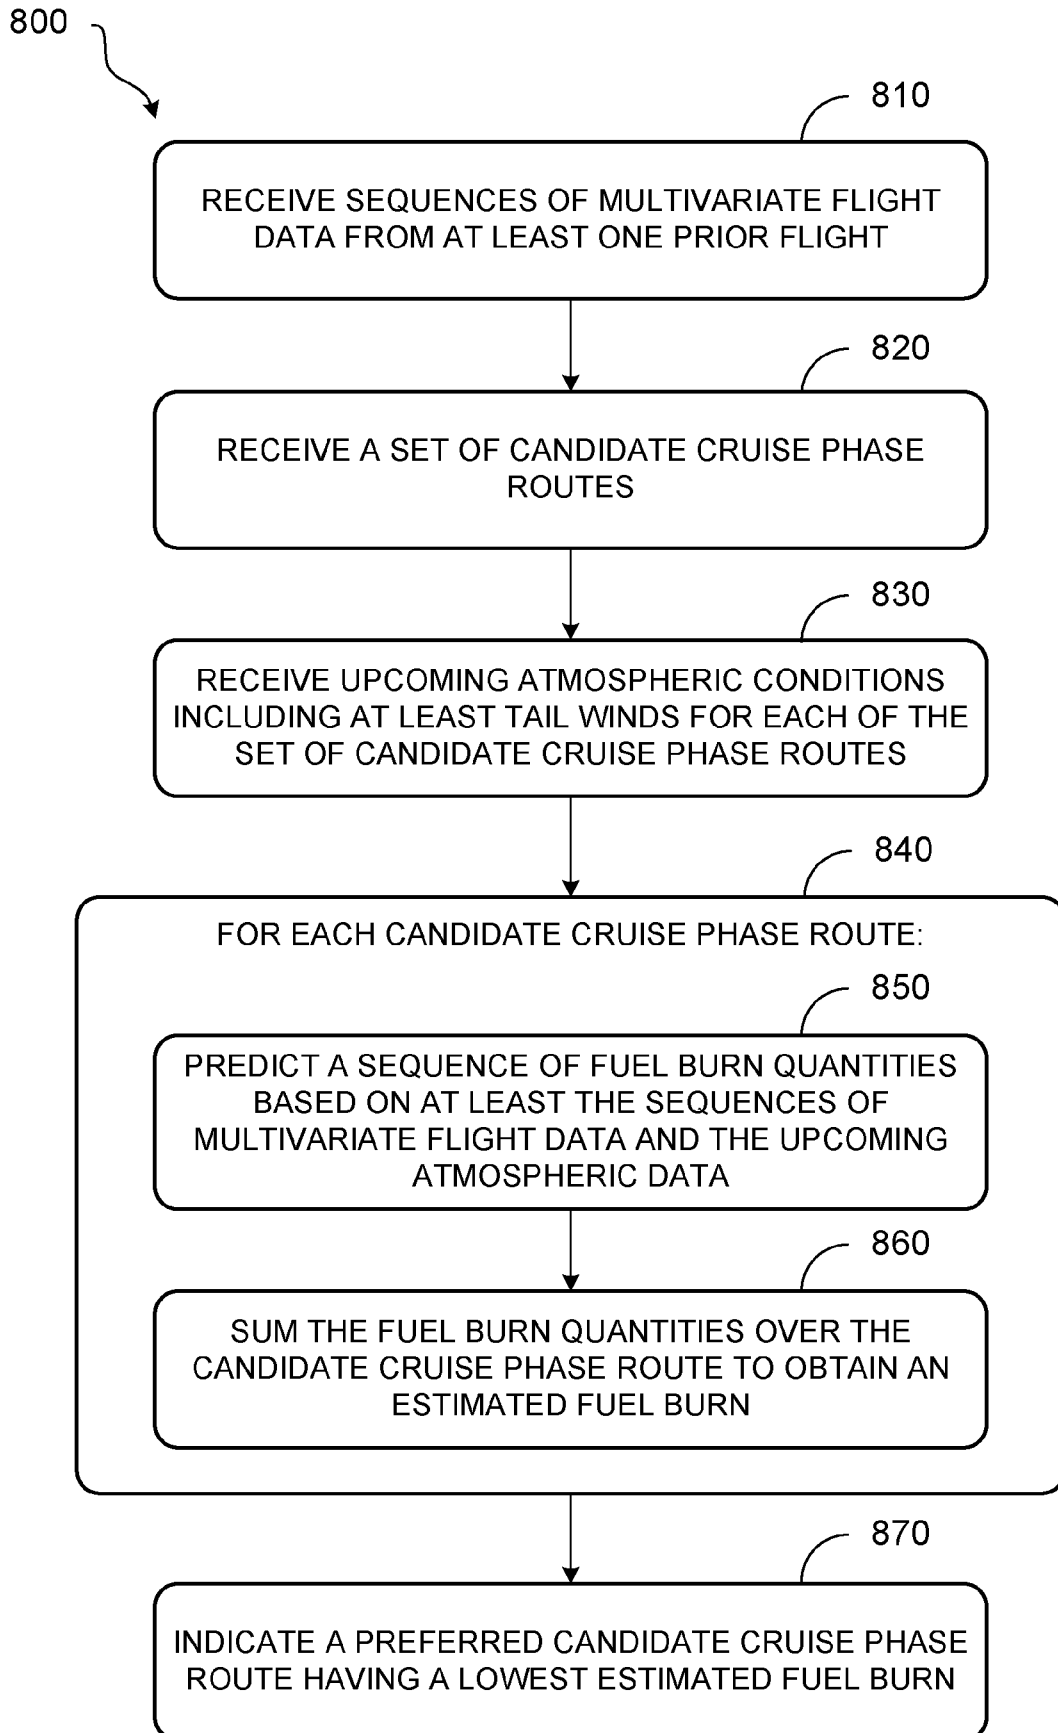 800
810
RECEIVE SEQUENCES OF MULTIVARIATE FLIGHT
DATA FROM AT LEAST ONE PRIOR FLIGHT
820
RECEIVE A SET OF CANDIDATE CRUISE PHASE
ROUTES
830
RECEIVE UPCOMING ATMOSPHERIC CONDITIONS
INCLUDING AT LEAST TAIL WINDS FOR EACH OF THE
SET OF CANDIDATE CRUISE PHASE ROUTES
840
FOR EACH CANDIDATE CRUISE PHASE ROUTE:
850
PREDICT A SEQUENCE OF FUEL BURN QUANTITIES
BASED ON AT LEAST THE SEQUENCES OF
MULTIVARIATE FLIGHT DATA AND THE UPCOMING
ATMOSPHERIC DATA
860
SUM THE FUEL BURN QUANTITIES OVER THE
CANDIDATE CRUISE PHASE ROUTE TO OBTAIN AN
ESTIMATED FUEL BURN
870
INDICATE A PREFERRED CANDIDATE CRUISE PHASE
ROUTE HAVING A LOWEST ESTIMATED FUEL BURN